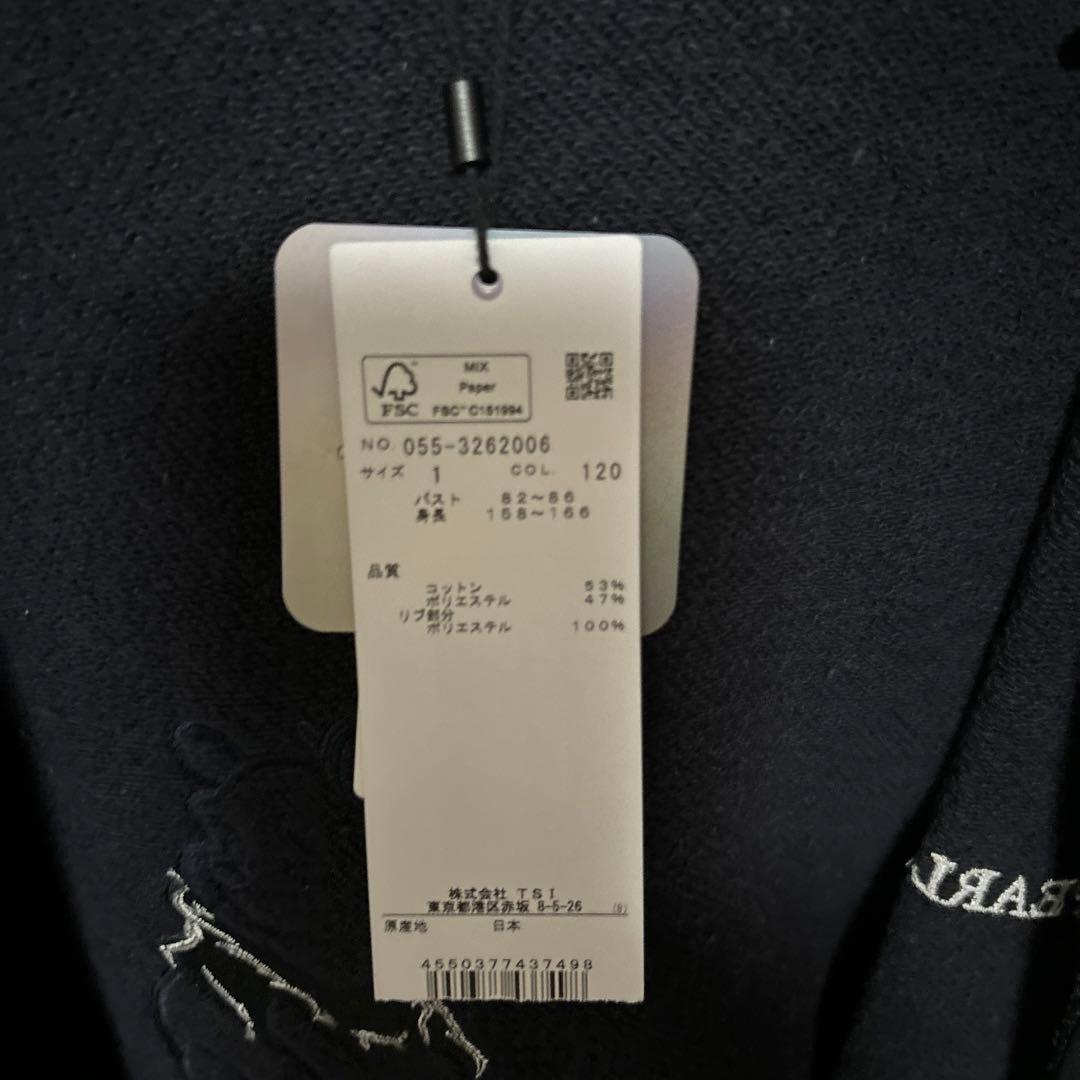 MIX
Paper
FSC™ C151994
FSC
NO. 055-3262006
サイズ 1 COL. 120
バスト 82～86
身長 158～166
品質
コットン 53%
ポリエステル 47%
リブ部分
ポリエステル 100%
株式会社 TSI
東京都港区赤坂 8-5-26 (8)
原産地 日本
4550377437498